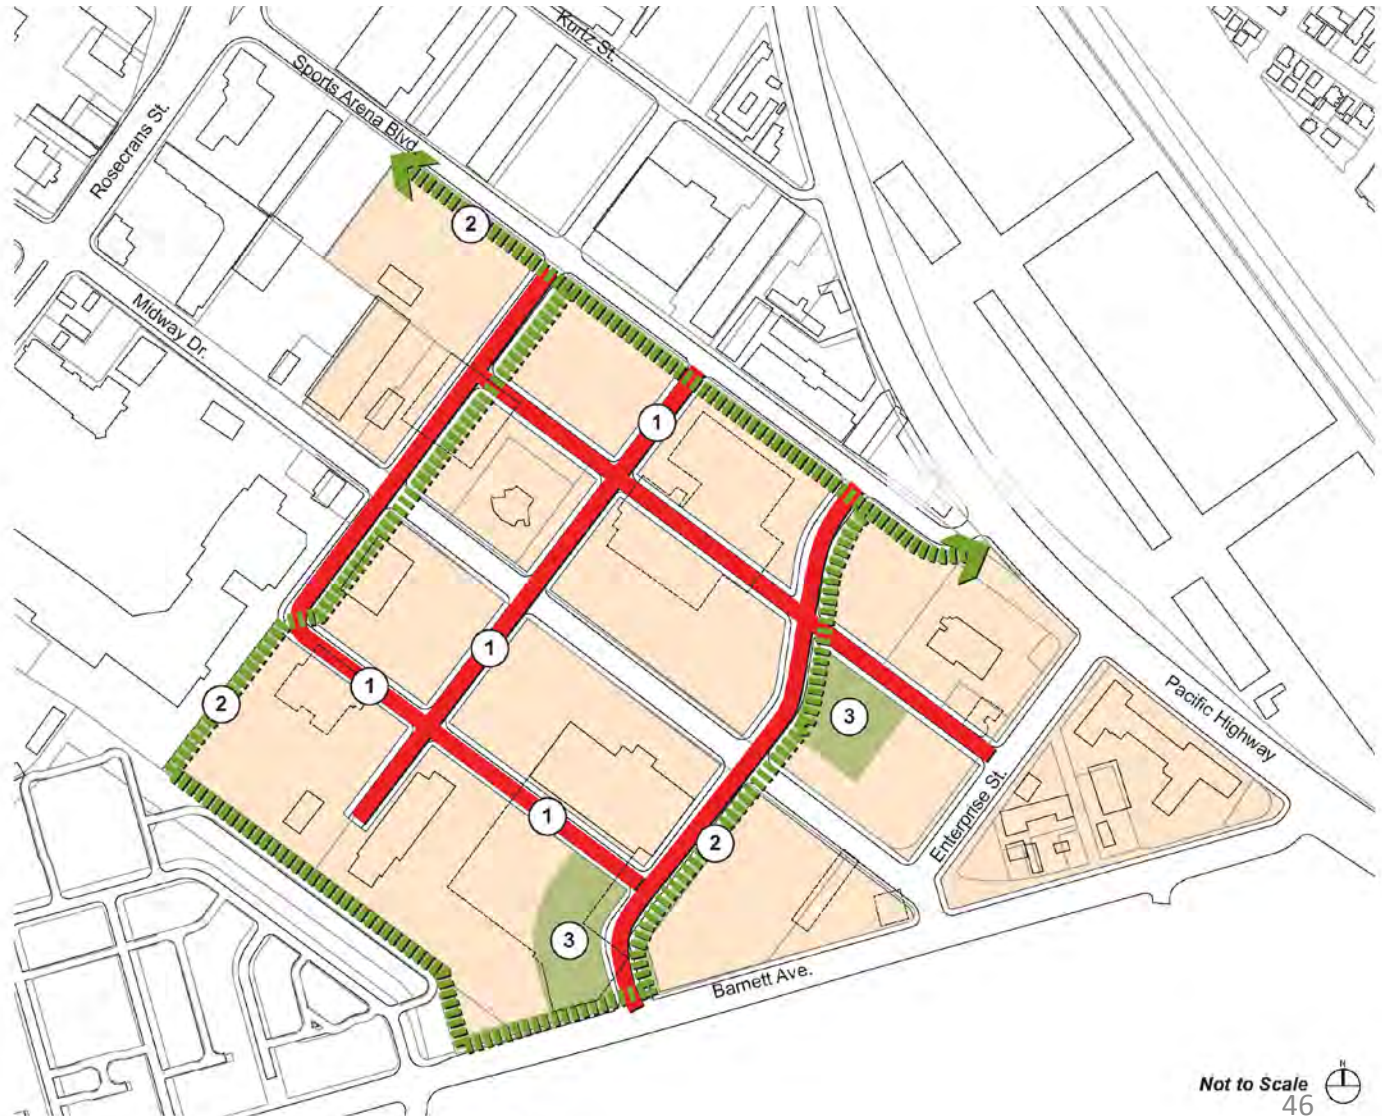 Kurtz St.
Sports Arena Blvd.
Rosecrans St.
2
Midway Dr.
1
1
1
2
3
Pacific Highway
1
Enterprise St.
2
3
Barnett Ave.
N
Not to Scale
46